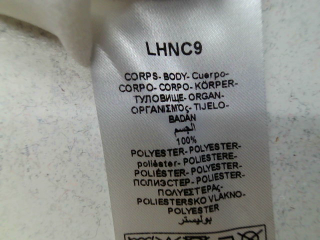 LHNC9
CORPS-BODY-Cuerpo-
CORPO-CORPO-KÖRPER-
ТУЛОВИЩЕ-ORGAN-
ΟΡΓΑΝΙΣΜΌς-TIJELO-
BADAN
الجسم
100%
POLYESTER-POLYESTER-
poliéster-POLIESTERE-
POLIÉSTER-POLYESTER-
ПОЛИЭСТЕР-POLIESTER-
ΠΟΛΥΕΣΤΕΡΑς-
POLIESTERSKO VLAKNO-
POLYESTER
بوليستر